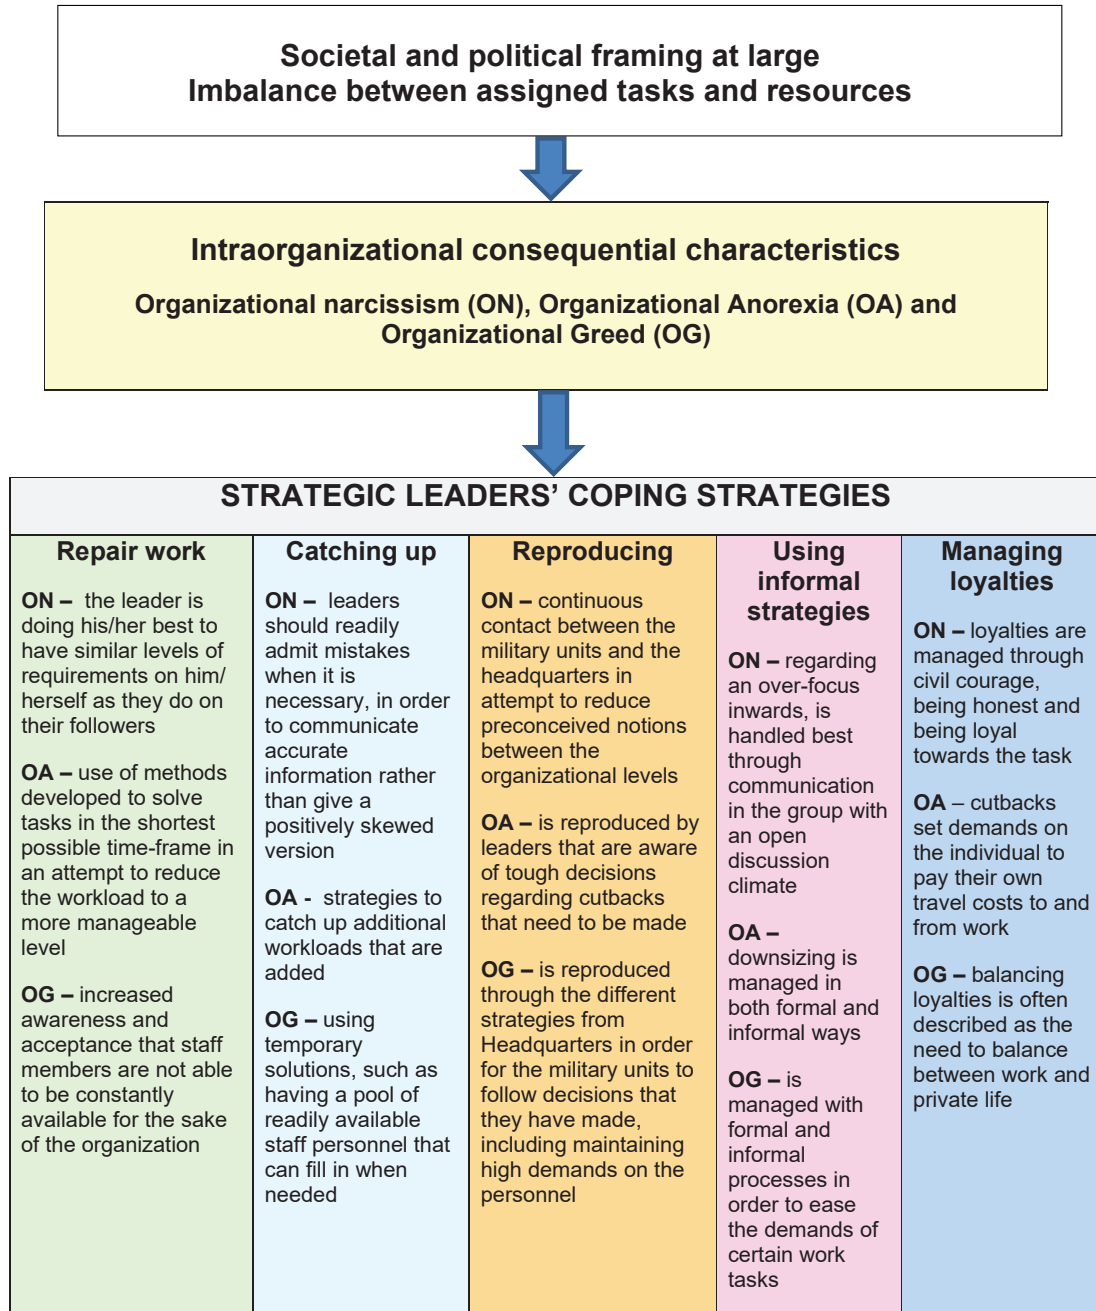 Societal and political framing at large
Imbalance between assigned tasks and resources
Intraorganizational consequential characteristics
Organizational narcissism (ON), Organizational Anorexia (OA) and
Organizational Greed (OG)
STRATEGIC LEADERS’ COPING STRATEGIES
Repair work
ON – the leader is
doing his/her best to
have similar levels of
requirements on him/
herself as they do on
their followers
OA – use of methods
developed to solve
tasks in the shortest
possible time-frame in
an attempt to reduce
the workload to a
more manageable
level
OG – increased
awareness and
acceptance that staff
members are not able
to be constantly
available for the sake
of the organization
Catching up
ON – leaders
should readily
admit mistakes
when it is
necessary, in order
to communicate
accurate
information rather
than give a
positively skewed
version
OA - strategies to
catch up additional
workloads that are
added
OG – using
temporary
solutions, such as
having a pool of
readily available
staff personnel that
can fill in when
needed
Reproducing
ON – continuous
contact between the
military units and the
headquarters in
attempt to reduce
preconceived notions
between the
organizational levels
OA – is reproduced by
leaders that are aware
of tough decisions
regarding cutbacks
that need to be made
OG – is reproduced
through the different
strategies from
Headquarters in order
for the military units to
follow decisions that
they have made,
including maintaining
high demands on the
personnel
Using
informal
strategies
ON – regarding
an over-focus
inwards, is
handled best
through
communication
in the group with
an open
discussion
climate
OA –
downsizing is
managed in
both formal and
informal ways
OG – is
managed with
formal and
informal
processes in
order to ease
the demands of
certain work
tasks
Managing
loyalties
ON – loyalties are
managed through
civil courage,
being honest and
being loyal
towards the task
OA – cutbacks
set demands on
the individual to
pay their own
travel costs to and
from work
OG – balancing
loyalties is often
described as the
need to balance
between work and
private life